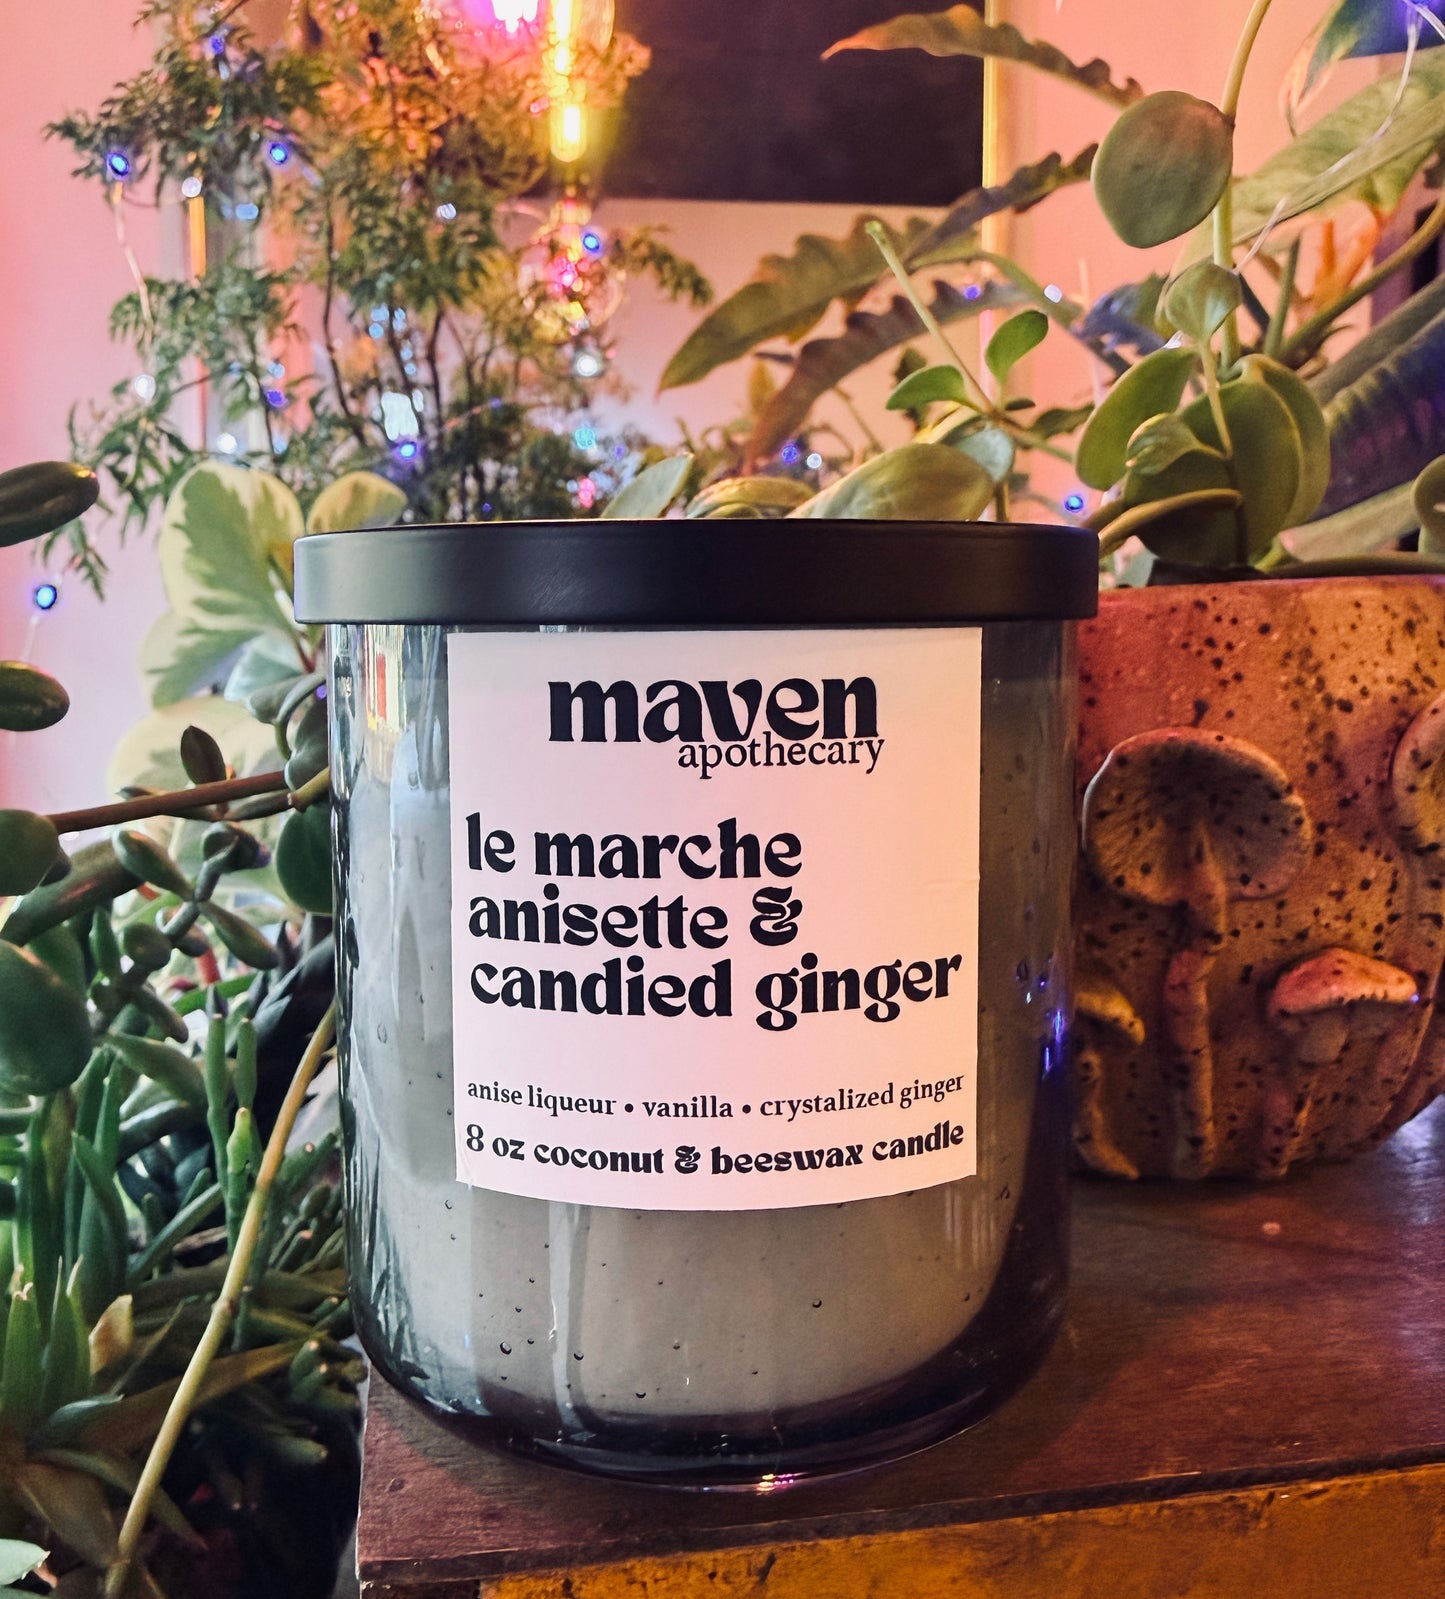 maven
apothecary
le marche
anisette &
candied ginger
anise liqueur • vanilla • crystalized ginger
8 oz coconut & beeswax candle